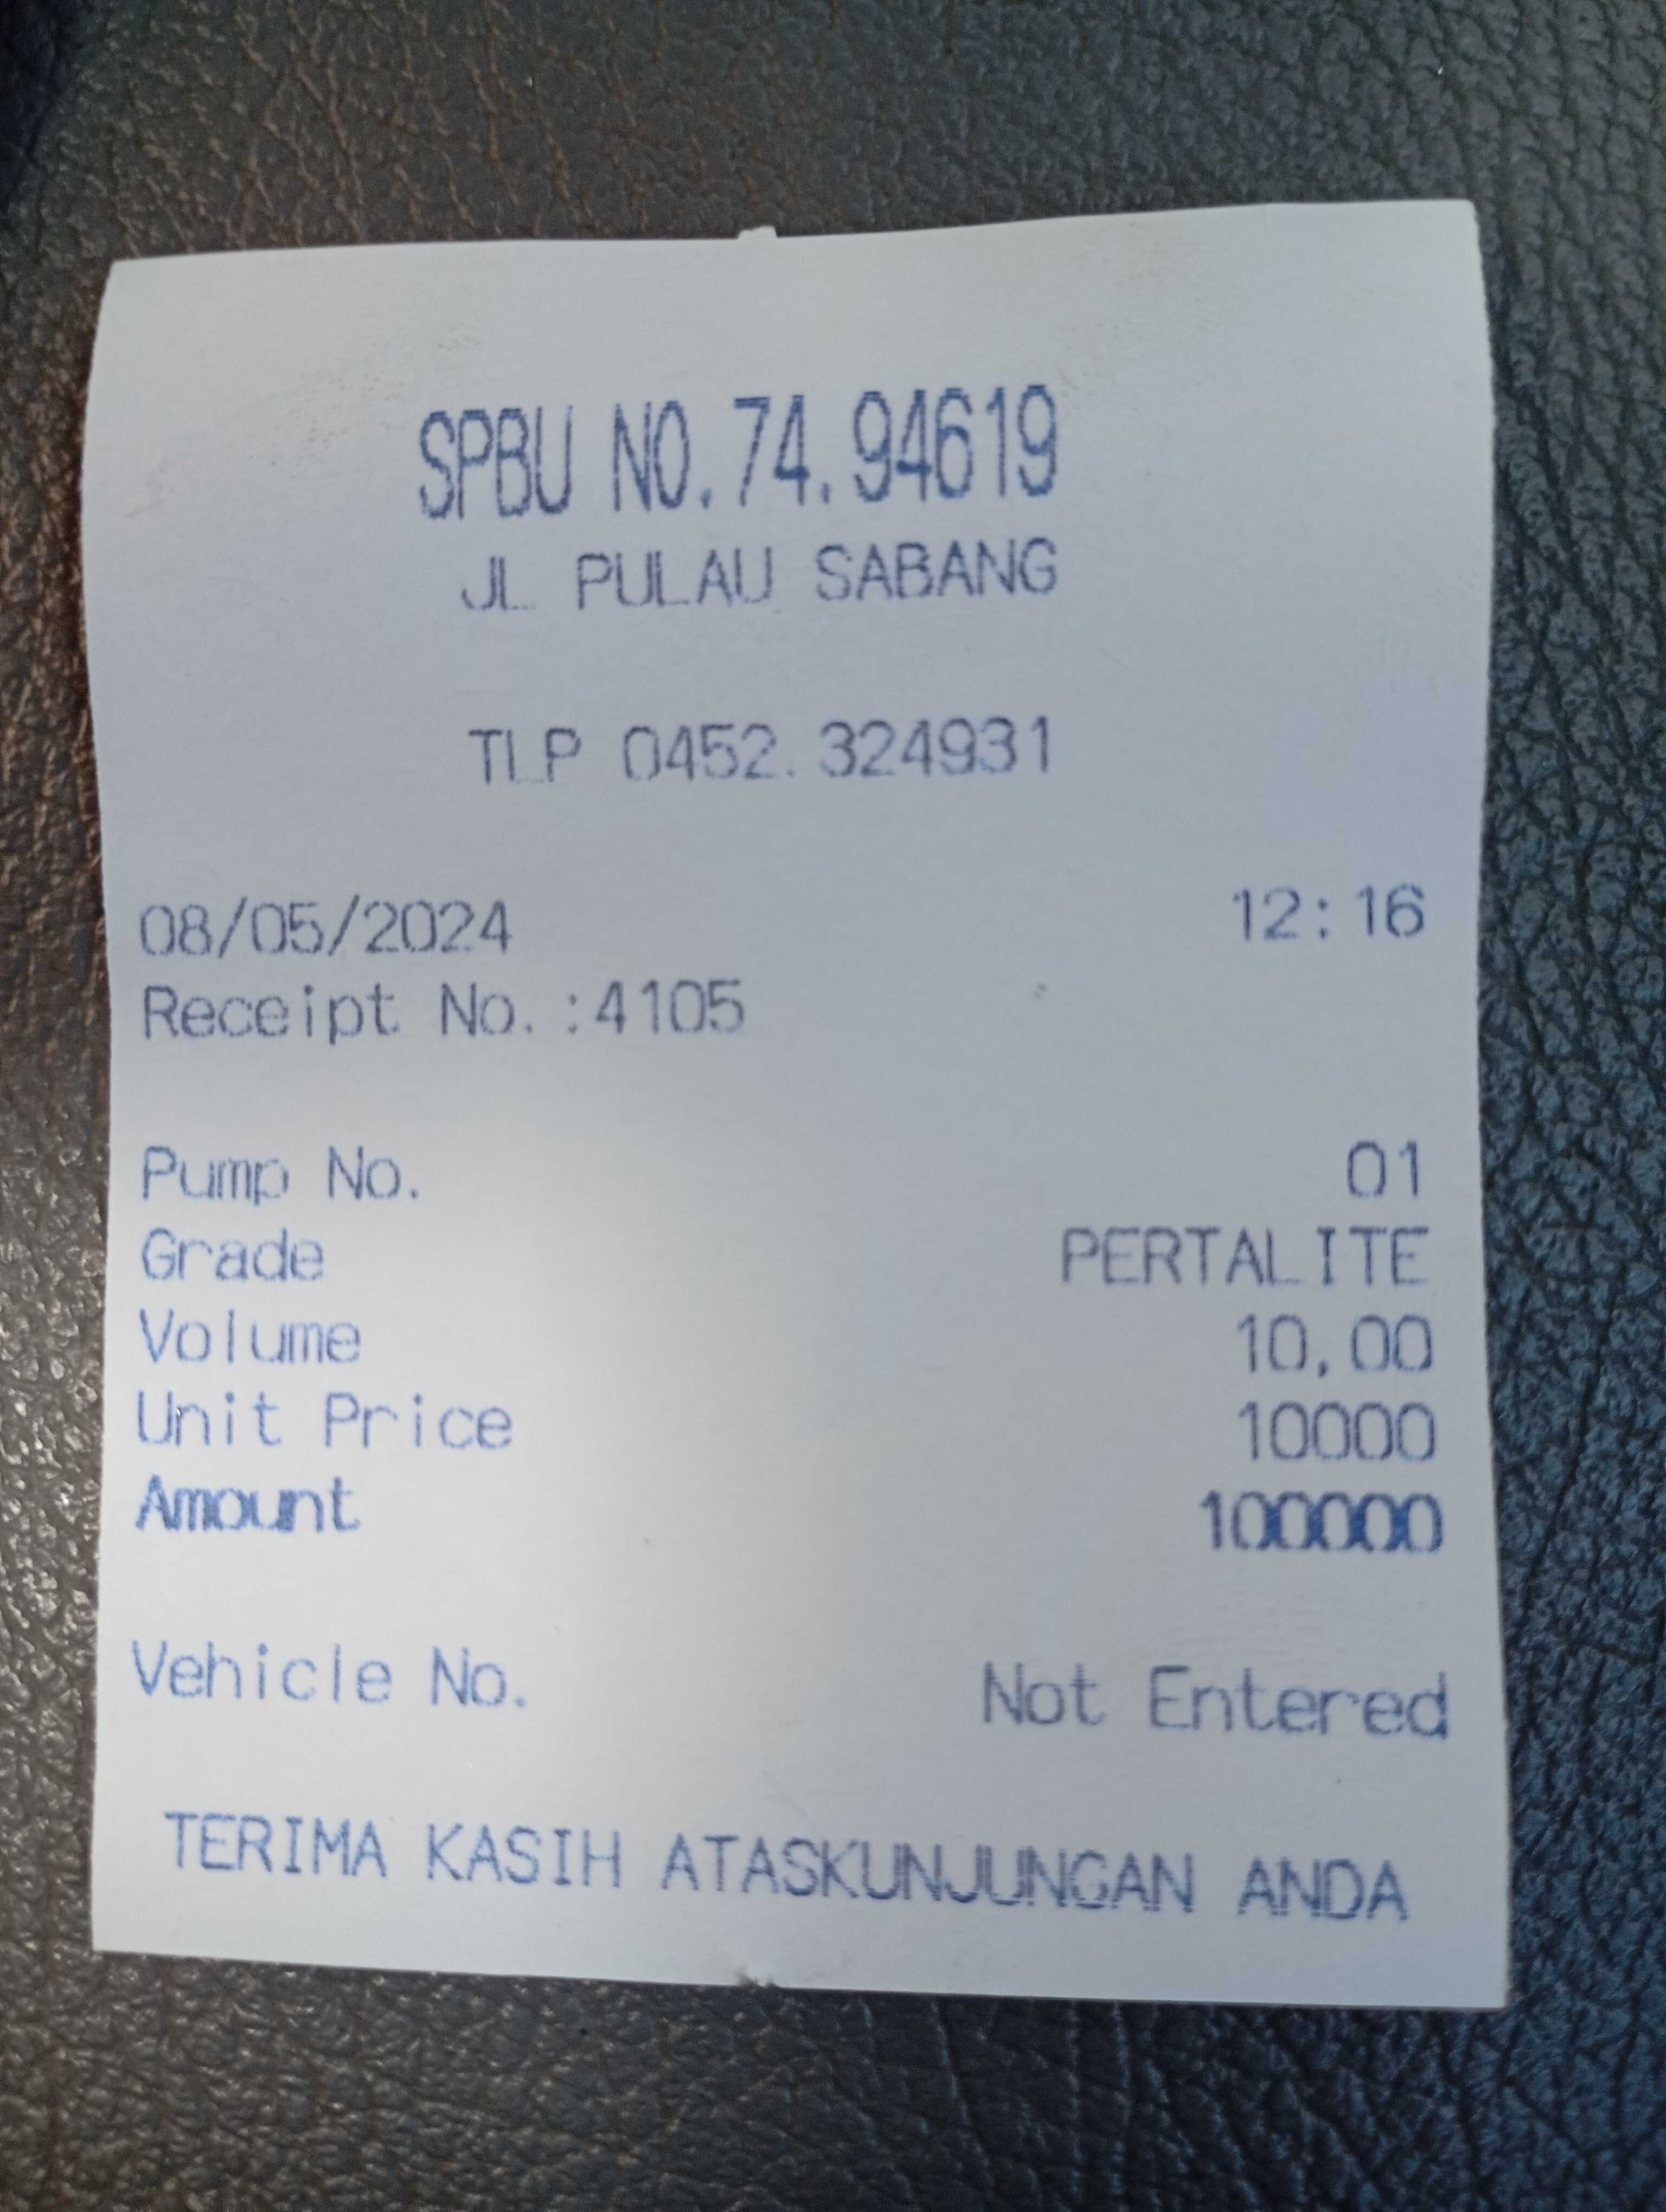 SPBU NO.74.94619
JL PULAU SABANG
TLP 0452.324931
08/05/2024 12:16
Receipt No.:4105
Pump No. 01
Grade PERTALITE
Volume 10,00
Unit Price 10000
Amount 100000
Vehicle No. Not Entered
TERIMA KASIH ATASKUNJUNGAN ANDA